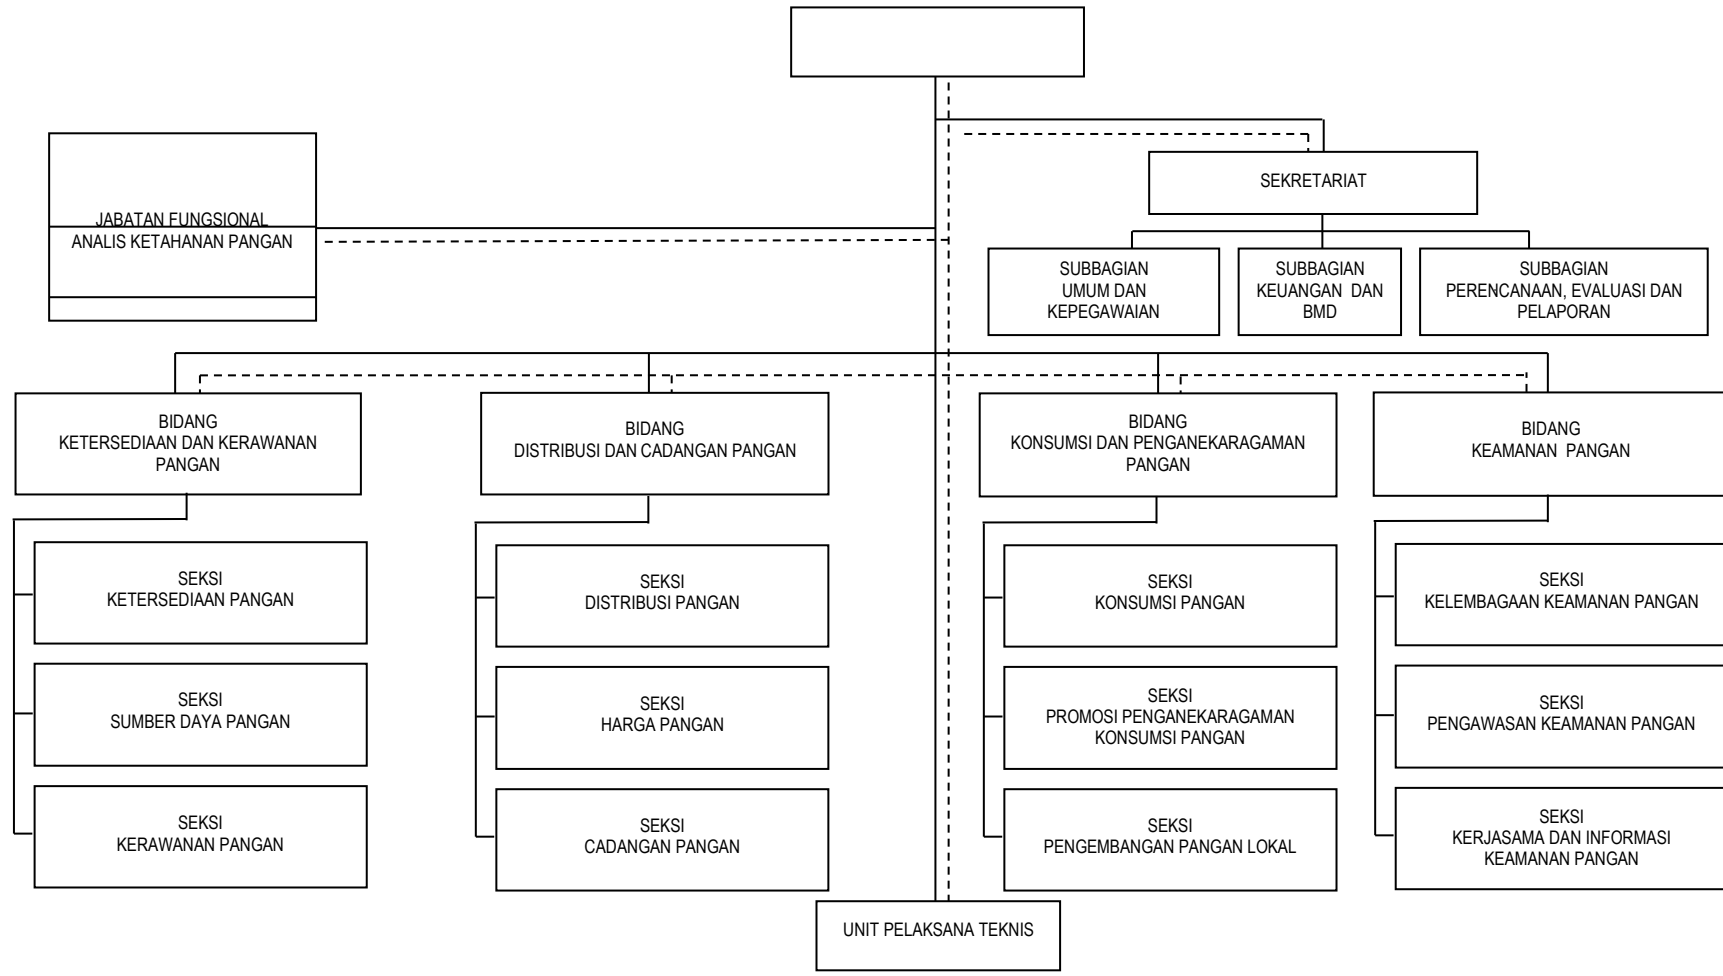 SEKRETARIAT
JABATAN FUNGSIONAL
ANALIS KETAHANAN PANGAN
SUBBAGIAN
UMUM DAN
KEPEGAWAIAN
SUBBAGIAN
KEUANGAN DAN
BMD
SUBBAGIAN
PERENCANAAN, EVALUASI DAN
PELAPORAN
BIDANG
KETERSEDIAAN DAN KERAWANAN
PANGAN
BIDANG
DISTRIBUSI DAN CADANGAN PANGAN
BIDANG
KONSUMSI DAN PENGANEKARAGAMAN
PANGAN
BIDANG
KEAMANAN PANGAN
SEKSI
KETERSEDIAAN PANGAN
SEKSI
DISTRIBUSI PANGAN
SEKSI
KONSUMSI PANGAN
SEKSI
KELEMBAGAAN KEAMANAN PANGAN
SEKSI
SUMBER DAYA PANGAN
SEKSI
HARGA PANGAN
SEKSI
PROMOSI PENGANEKARAGAMAN
KONSUMSI PANGAN
SEKSI
PENGAWASAN KEAMANAN PANGAN
SEKSI
KERAWANAN PANGAN
SEKSI
CADANGAN PANGAN
SEKSI
PENGEMBANGAN PANGAN LOKAL
SEKSI
KERJASAMA DAN INFORMASI
KEAMANAN PANGAN
UNIT PELAKSANA TEKNIS